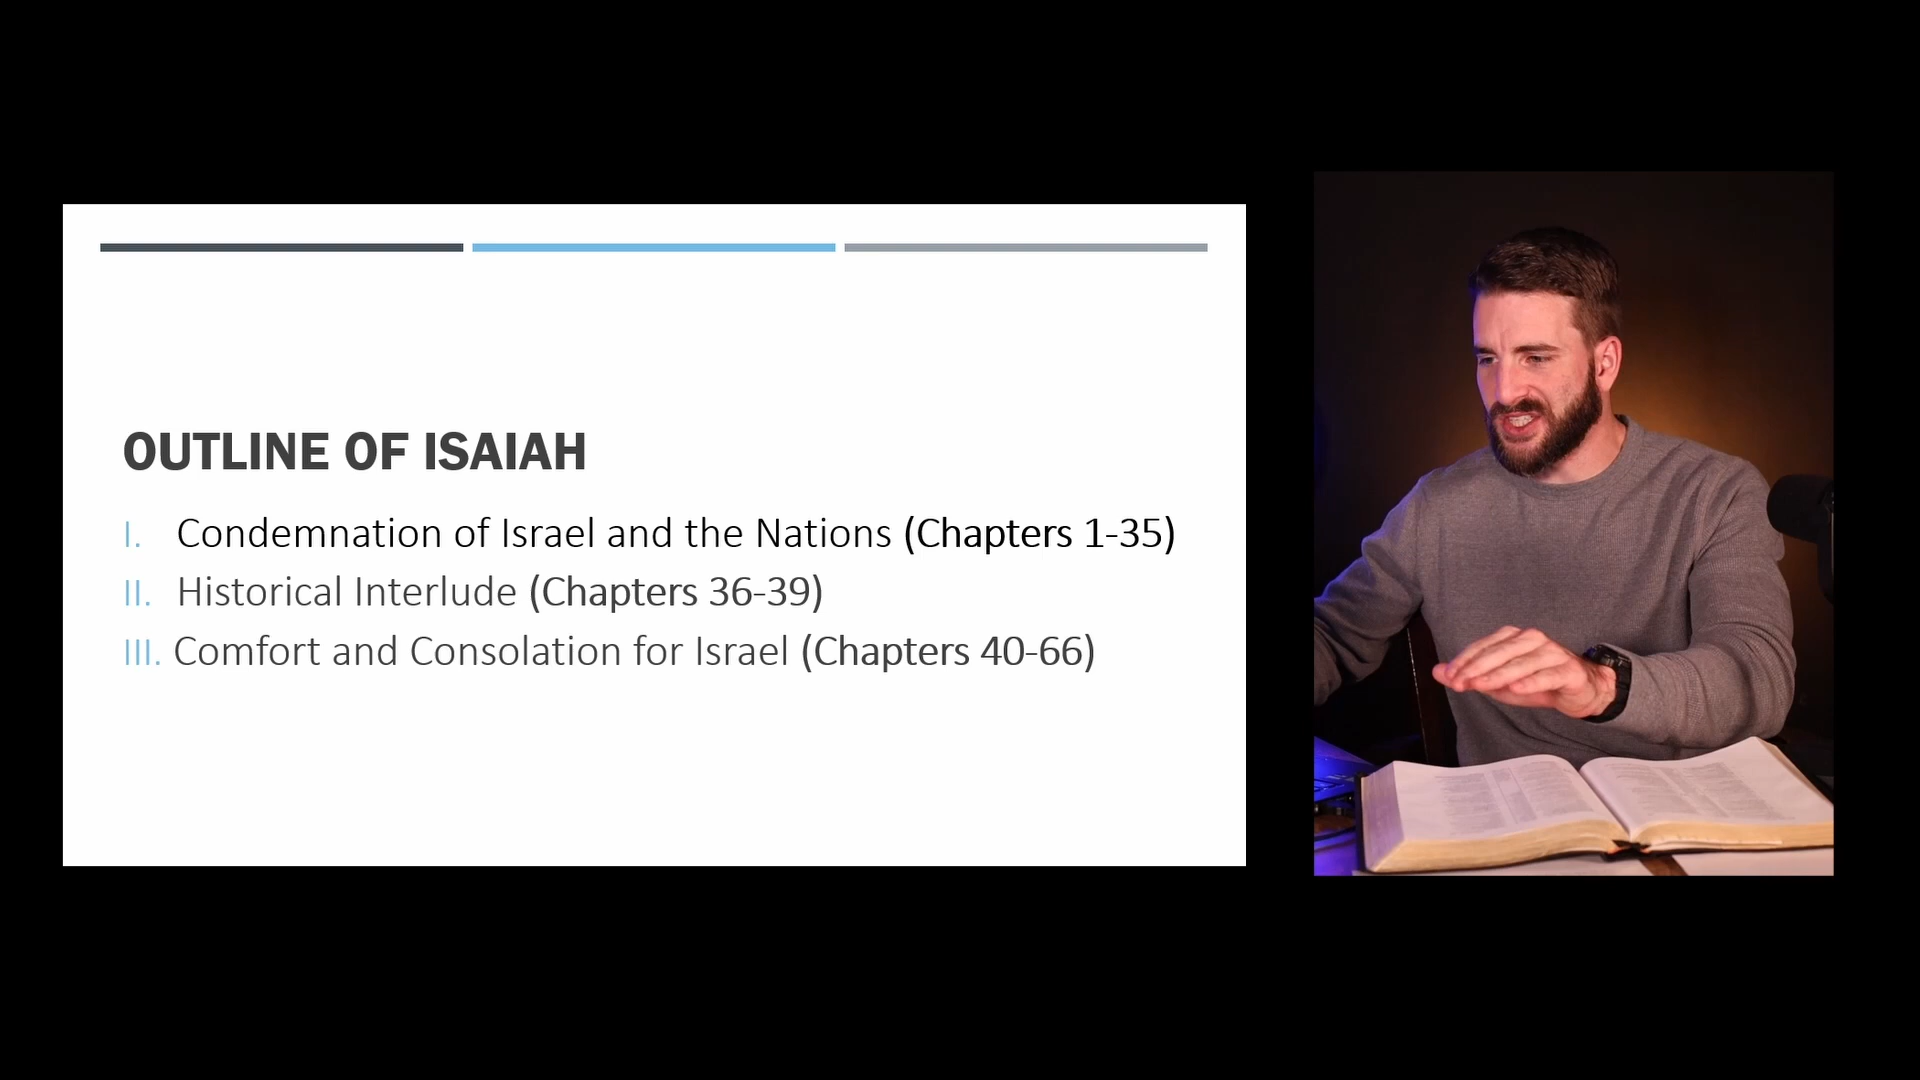 OUTLINE OF ISAIAH
I. Condemnation of Israel and the Nations (Chapters 1-35)
II. Historical Interlude (Chapters 36-39)
III. Comfort and Consolation for Israel (Chapters 40-66)